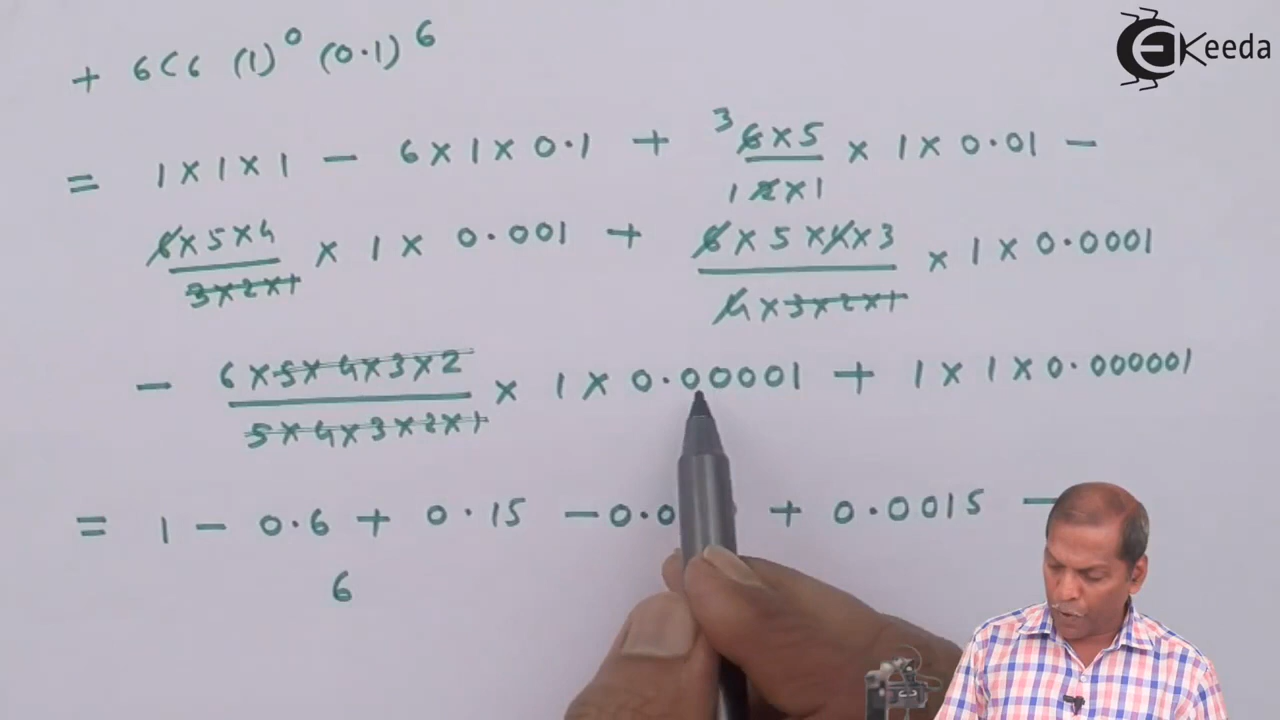 EKeeda
+ 6C6 (1)⁰ (0.1)⁶
= 1×1×1 - 6×1×0.1 + ³6×5/1 2×1 × 1×0.01 -
6×5×4/3×2×1 × 1× 0.001 + 6×5×4×3/4×3×2×1 × 1×0.0001
- 6×5×4×3×2/5×4×3×2×1 × 1×0.00001 + 1×1×0.000001
= 1 - 0.6 + 0.15 - 0.0 + 0.0015 -
6